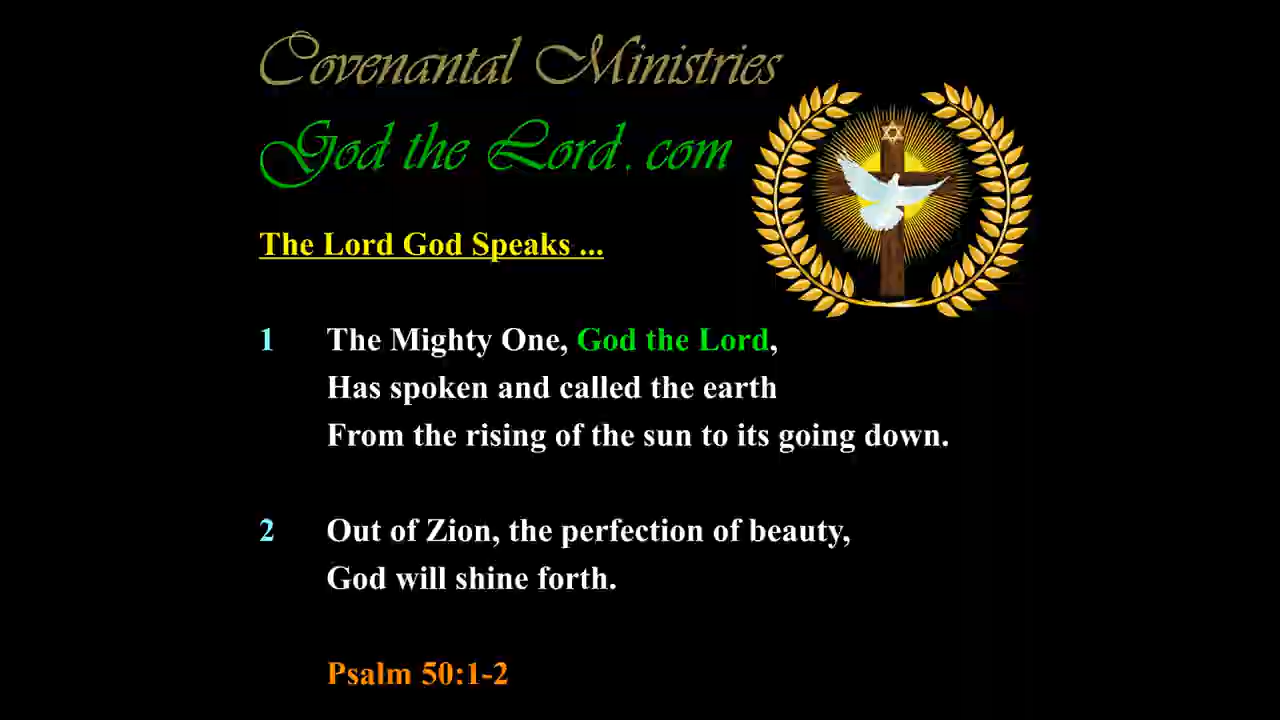 Covenantal Ministries
God the Lord.com
The Lord God Speaks ...
1 The Mighty One, God the Lord,
Has spoken and called the earth
From the rising of the sun to its going down.
2 Out of Zion, the perfection of beauty,
God will shine forth.
Psalm 50:1-2